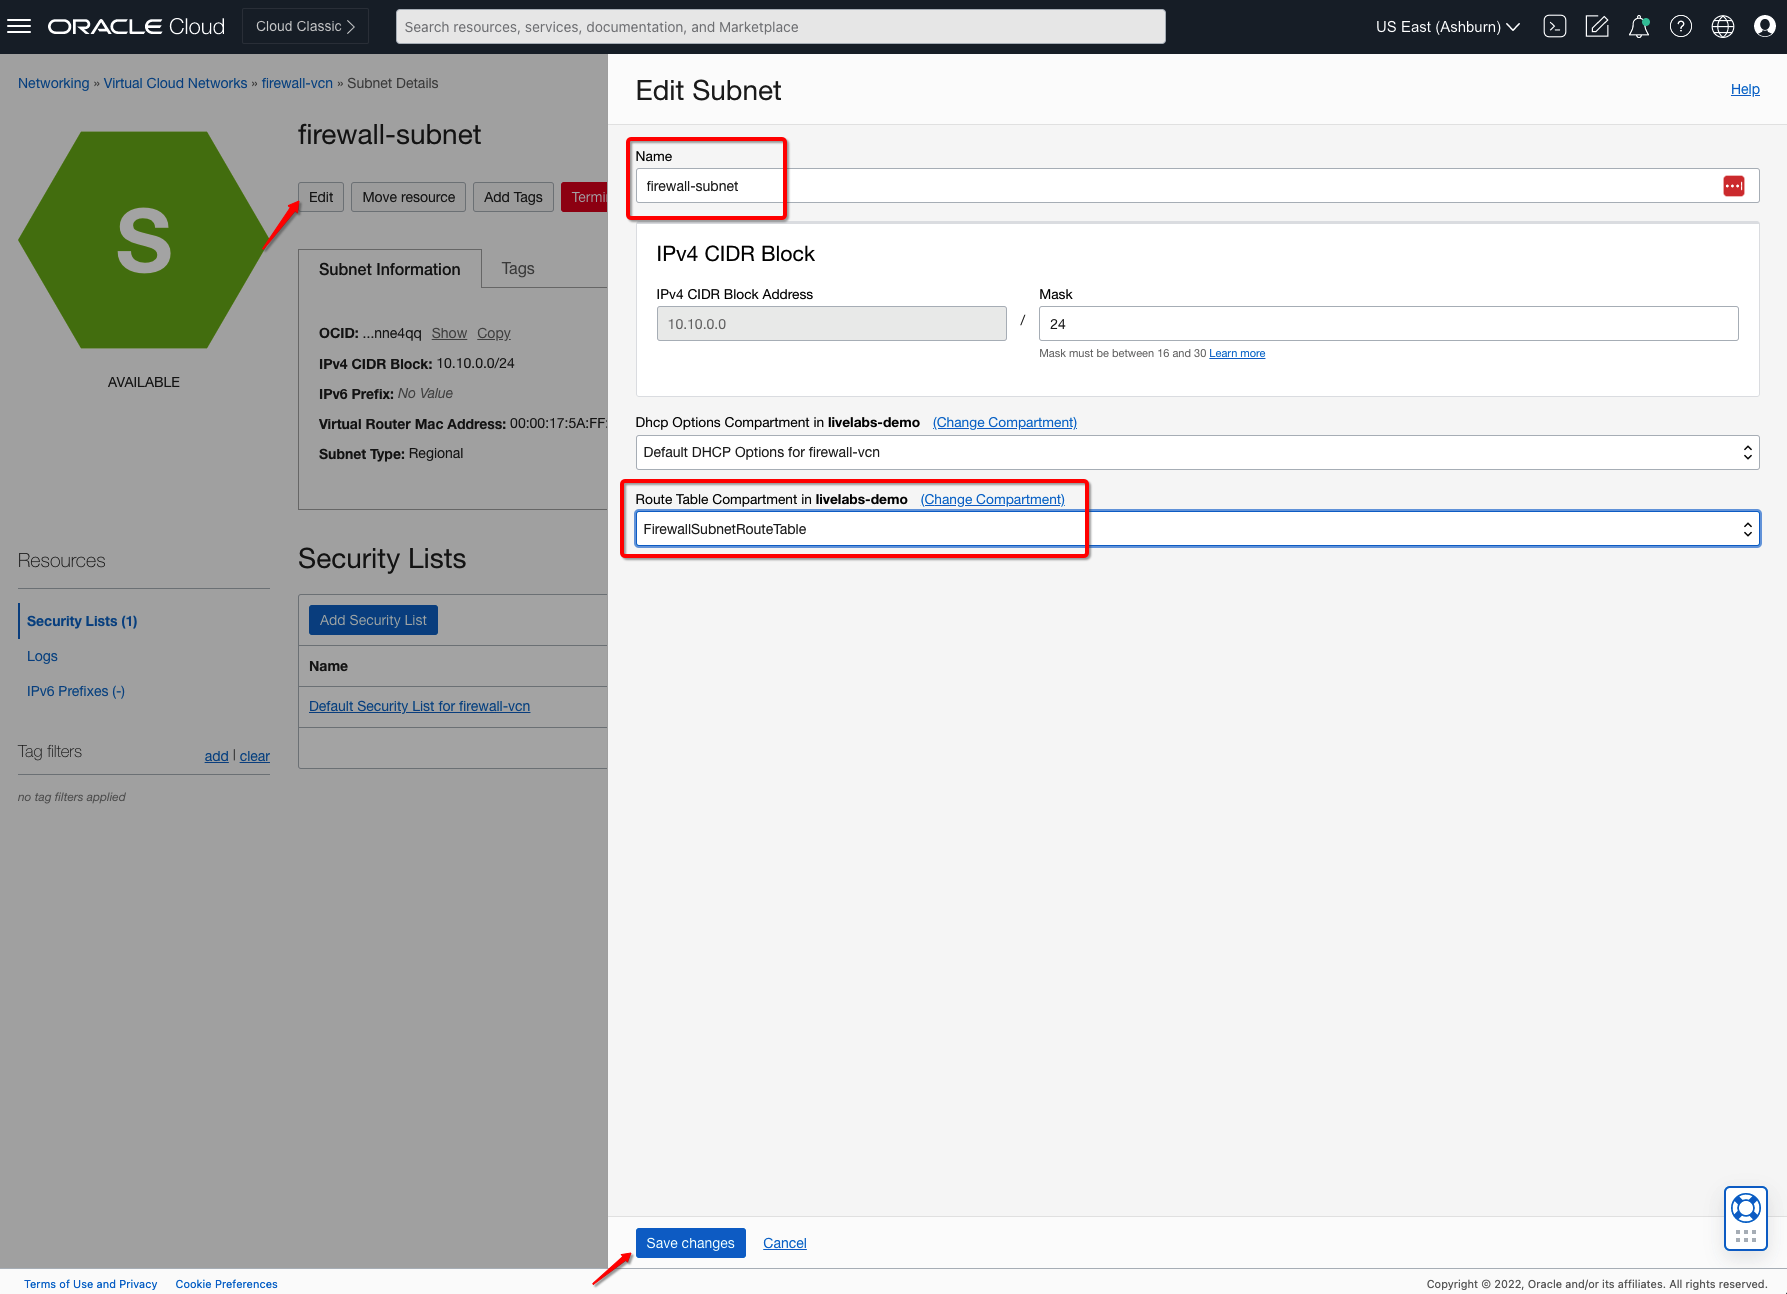 ORACLE Cloud
Cloud Classic
Search resources, services, documentation, and Marketplace
US East (Ashburn)
Networking » Virtual Cloud Networks » firewall-vcn » Subnet Details
S
AVAILABLE
firewall-subnet
Edit
Move resource
Add Tags
Termi
Subnet Information
Tags
OCID: ...nne4qq Show Copy
IPv4 CIDR Block: 10.10.0.0/24
IPv6 Prefix: No Value
Virtual Router Mac Address: 00:00:17:5A:FF:
Subnet Type: Regional
Resources
Security Lists (1)
Logs
IPv6 Prefixes (-)
Tag filters
add | clear
no tag filters applied
Security Lists
Add Security List
Name
Default Security List for firewall-vcn
Edit Subnet
Help
Name
firewall-subnet
IPv4 CIDR Block
IPv4 CIDR Block Address
10.10.0.0
/
Mask
24
Mask must be between 16 and 30 Learn more
Dhcp Options Compartment in livelabs-demo (Change Compartment)
Default DHCP Options for firewall-vcn
Route Table Compartment in livelabs-demo (Change Compartment)
FirewallSubnetRouteTable
Save changes
Cancel
Terms of Use and Privacy
Cookie Preferences
Copyright © 2022, Oracle and/or its affiliates. All rights reserved.